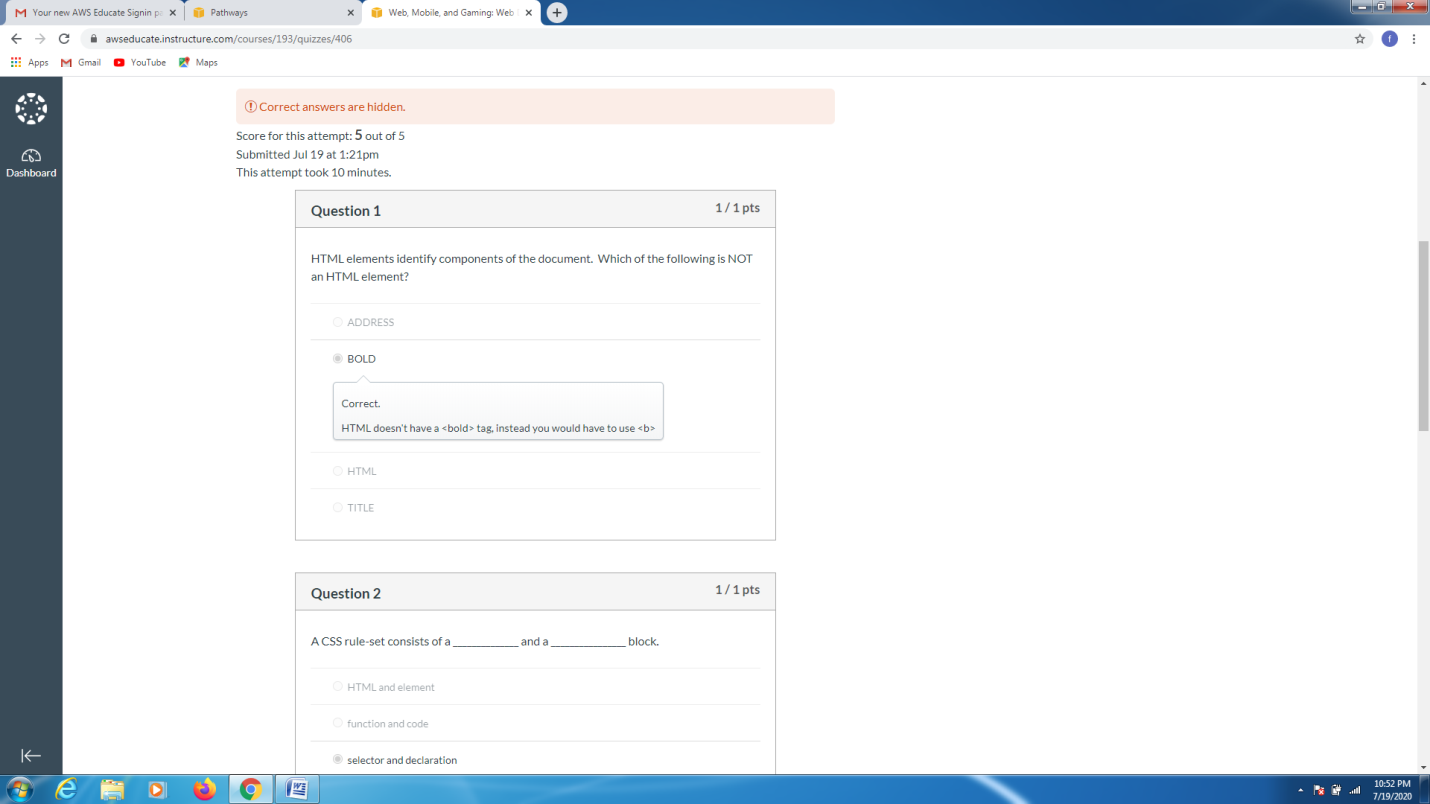 Your new AWS Educate Signin pa
Pathways
Web, Mobile, and Gaming: Web
awseducate.instructure.com/courses/193/quizzes/406
f
Apps
Gmail
YouTube
Maps
Dashboard
Correct answers are hidden.
Score for this attempt: 5 out of 5
Submitted Jul 19 at 1:21pm
This attempt took 10 minutes.
Question 1
1 / 1 pts
HTML elements identify components of the document. Which of the following is NOT
an HTML element?
ADDRESS
BOLD
Correct.
HTML doesn't have a <bold> tag, instead you would have to use <b>
HTML
TITLE
Question 2
1 / 1 pts
A CSS rule-set consists of a _____________ and a _______________ block.
HTML and element
function and code
selector and declaration
10:52 PM
7/19/2020